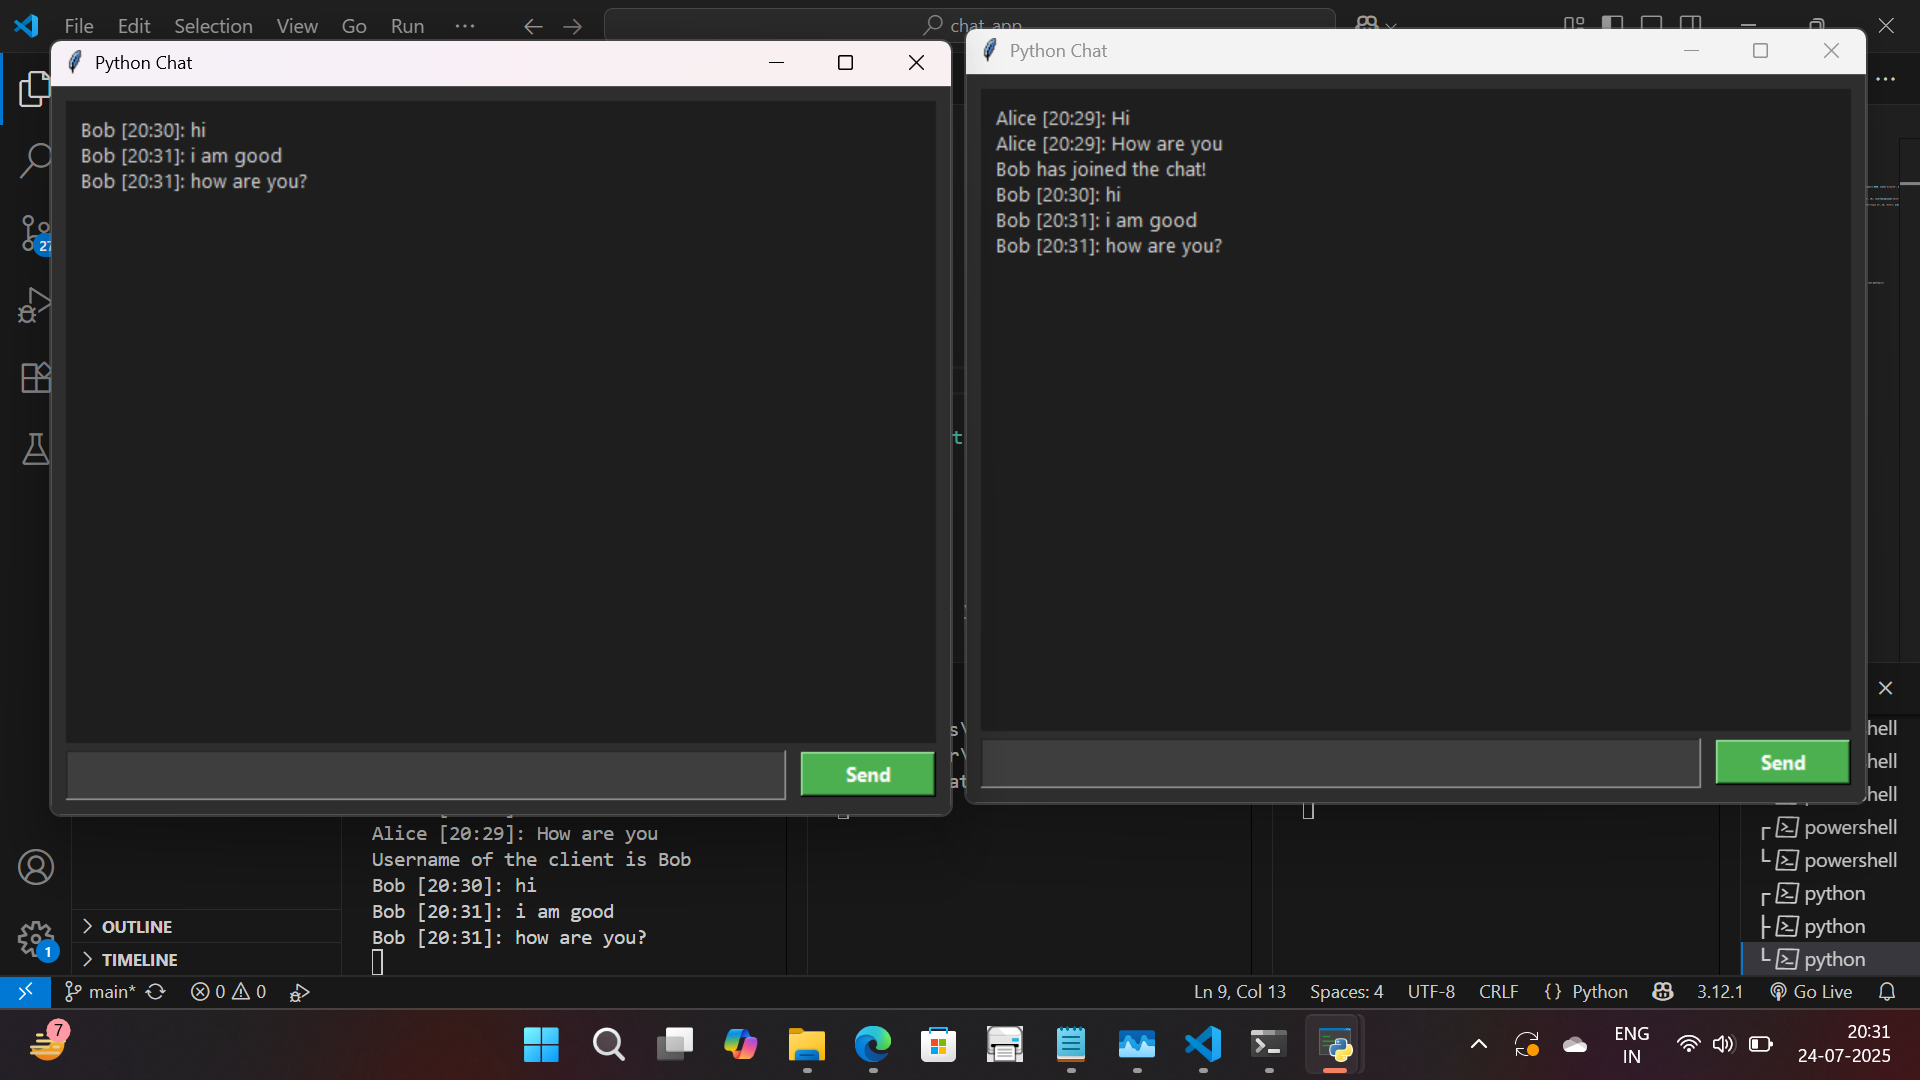 File Edit Selection View Go Run ··· chat_app
Python Chat
Bob [20:30]: hi
Bob [20:31]: i am good
Bob [20:31]: how are you?
Send
Python Chat
Alice [20:29]: Hi
Alice [20:29]: How are you
Bob has joined the chat!
Bob [20:30]: hi
Bob [20:31]: i am good
Bob [20:31]: how are you?
Send
27
Alice [20:29]: How are you
Username of the client is Bob
Bob [20:30]: hi
Bob [20:31]: i am good
Bob [20:31]: how are you?
OUTLINE
TIMELINE
1
hell
hell
hell
powershell
powershell
python
python
python
main* 0 0 Ln 9, Col 13 Spaces: 4 UTF-8 CRLF {} Python 3.12.1 Go Live
7
ENG
IN
20:31
24-07-2025